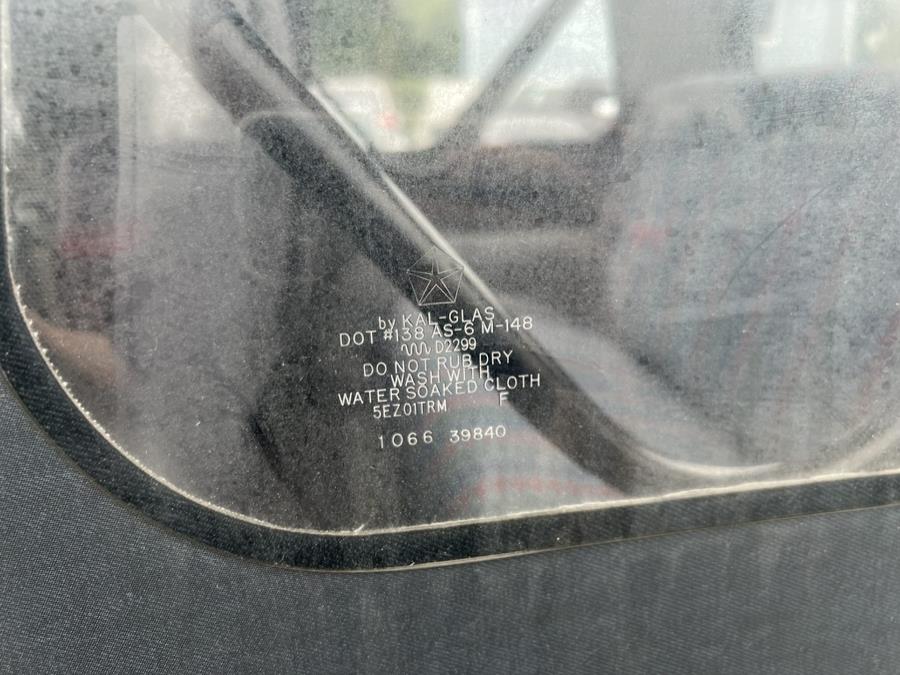 by KAL-GLAS
DOT #138 AS-6 M-148
D2299
DO NOT RUB DRY
WASH WITH
WATER SOAKED CLOTH
5EZ01TRM F
1066 39840